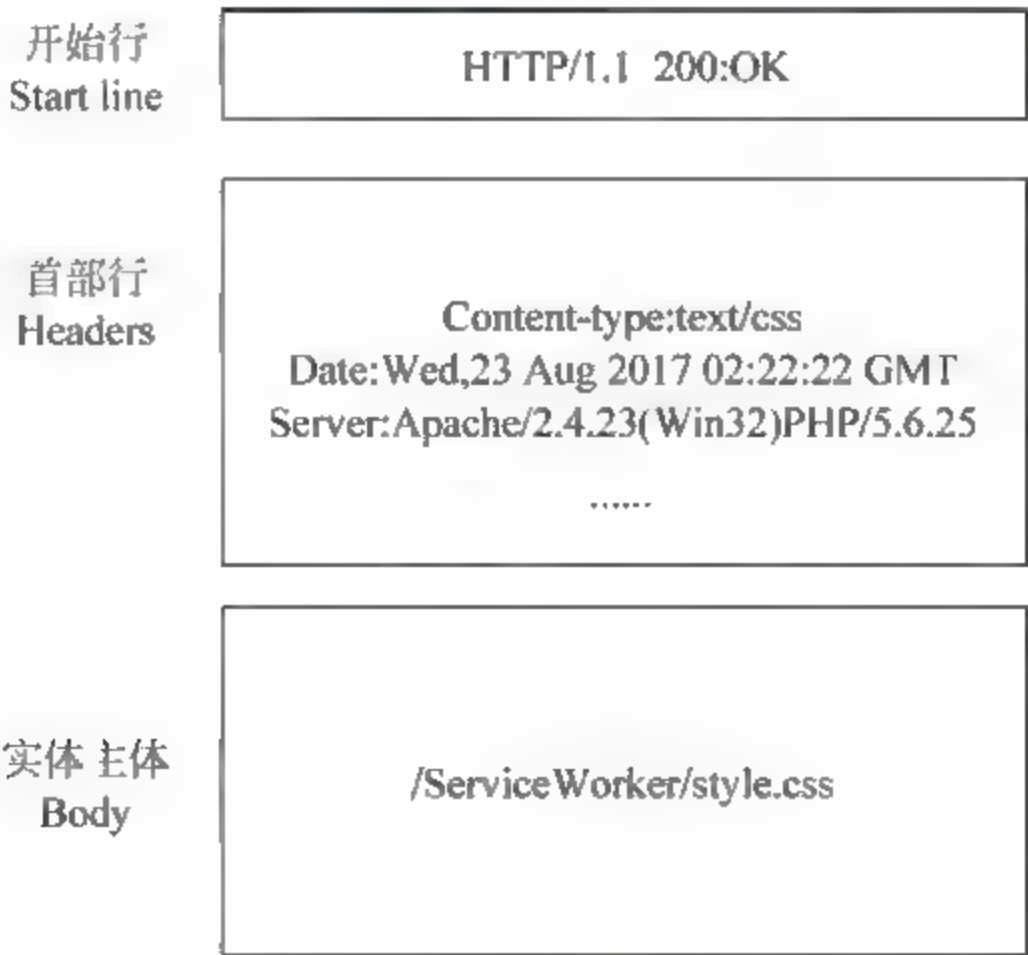 开始行
Start line
HTTP/1.1 200:OK
首部行
Headers
Content-type:text/css
Date:Wed,23 Aug 2017 02:22:22 GMT
Server:Apache/2.4.23(Win32)PHP/5.6.25
······
实体主体
Body
/ServiceWorker/style.css